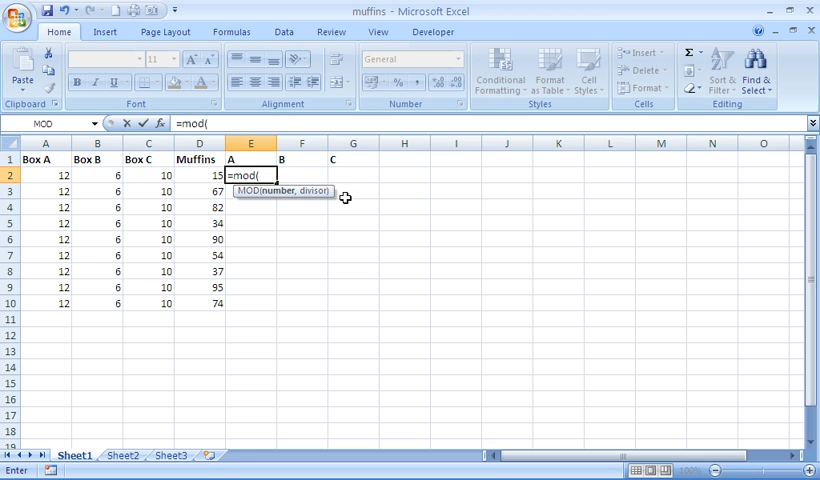 muffins - Microsoft Excel
Home Insert Page Layout Formulas Data Review View Developer
Paste
Clipboard
11
B I U A
Font
Alignment
General
% ,
Number
Conditional Formatting
Format as Table
Cell Styles
Styles
Insert
Delete
Format
Cells
Σ
Sort & Filter
Find & Select
Editing
MOD fx =mod(
A B C D E F G H I J K L M N O
1 Box A Box B Box C Muffins A B C
2 12 6 10 15 =mod(
MOD(number, divisor)
3 12 6 10 67
4 12 6 10 82
5 12 6 10 34
6 12 6 10 90
7 12 6 10 54
8 12 6 10 37
9 12 6 10 95
10 12 6 10 74
11
12
13
14
15
16
17
18
19
Sheet1 Sheet2 Sheet3
Enter 100%